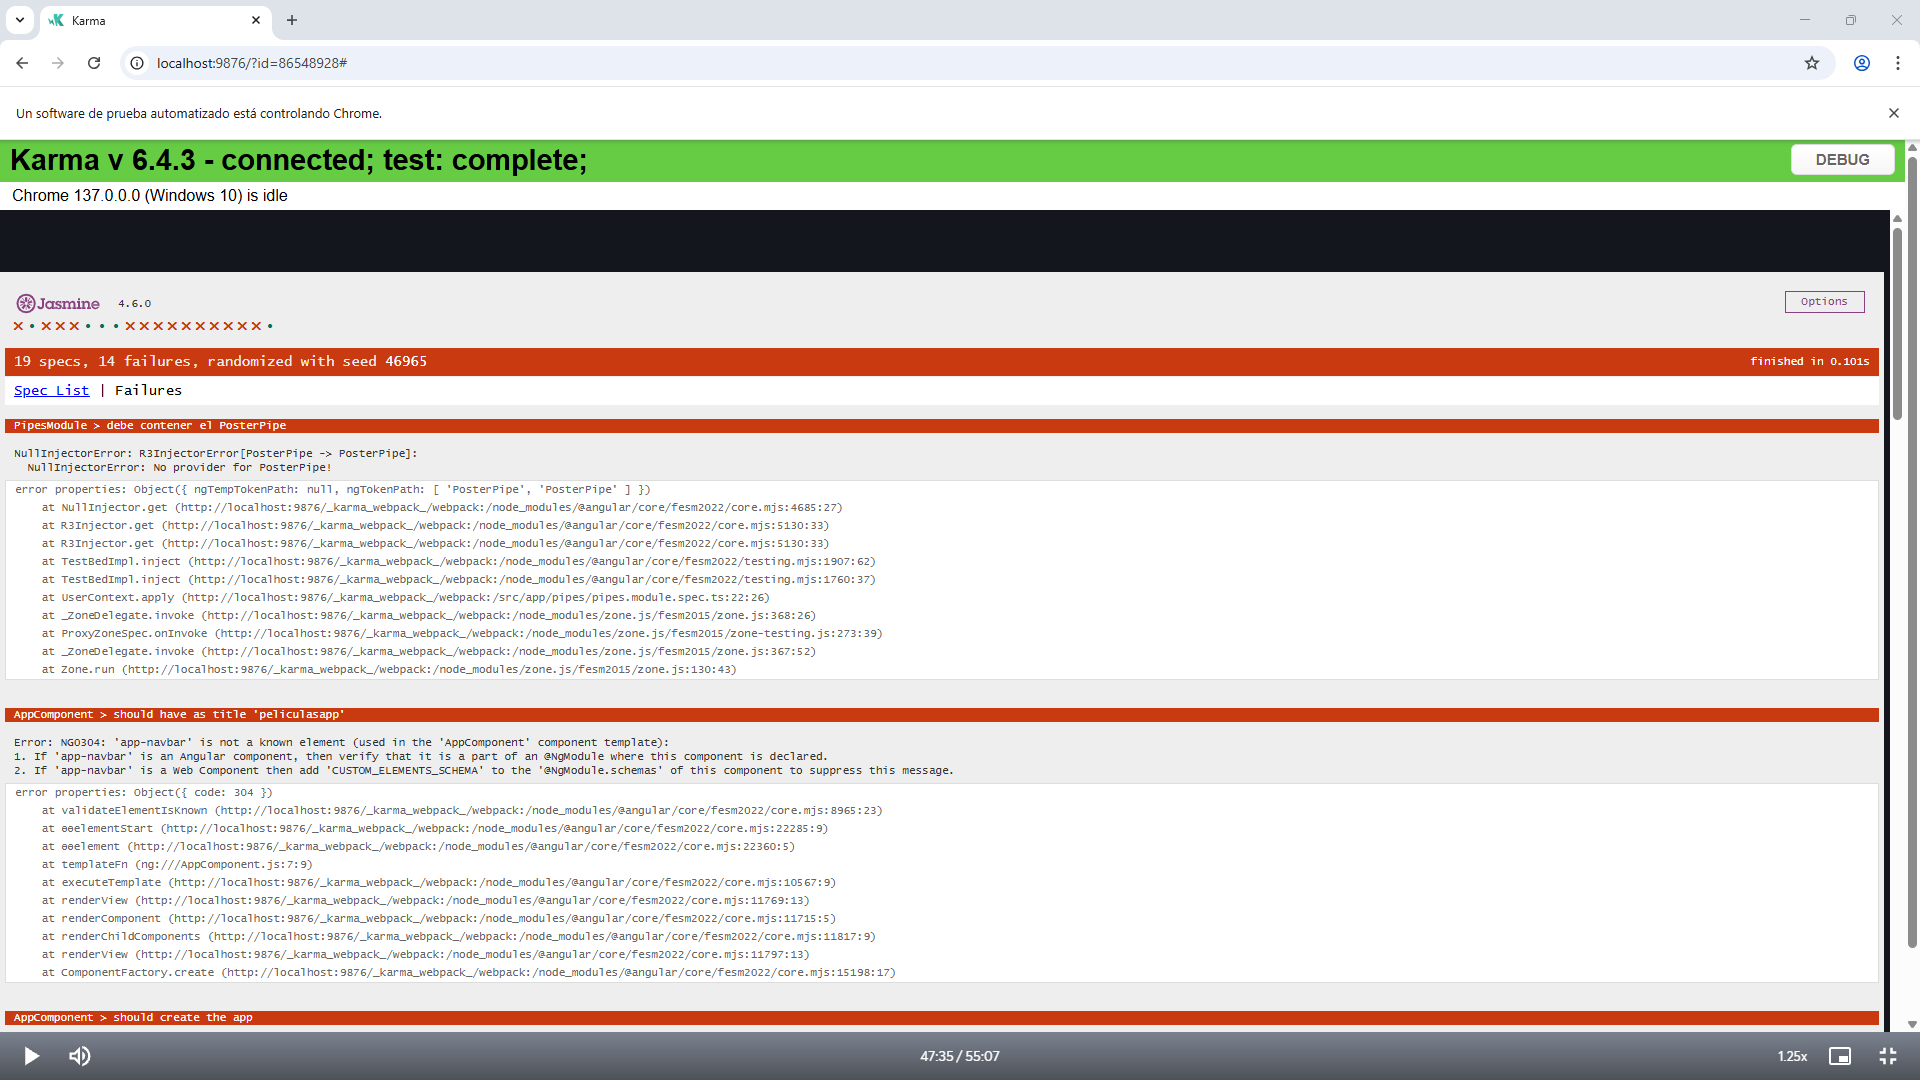 Karma
localhost:9876/?id=86548928#
Un software de prueba automatizado está controlando Chrome.
Karma v 6.4.3 - connected; test: complete;
DEBUG
Chrome 137.0.0.0 (Windows 10) is idle
Jasmine 4.6.0
Options
19 specs, 14 failures, randomized with seed 46965
finished in 0.101s
Spec List | Failures
PipesModule > debe contener el PosterPipe
NullInjectorError: R3InjectorError[PosterPipe -> PosterPipe]:
NullInjectorError: No provider for PosterPipe!
error properties: Object({ ngTempTokenPath: null, ngTokenPath: [ 'PosterPipe', 'PosterPipe' ] })
at NullInjector.get (http://localhost:9876/_karma_webpack_/webpack:/node_modules/@angular/core/fesm2022/core.mjs:4685:27)
at R3Injector.get (http://localhost:9876/_karma_webpack_/webpack:/node_modules/@angular/core/fesm2022/core.mjs:5130:33)
at R3Injector.get (http://localhost:9876/_karma_webpack_/webpack:/node_modules/@angular/core/fesm2022/core.mjs:5130:33)
at TestBedImpl.inject (http://localhost:9876/_karma_webpack_/webpack:/node_modules/@angular/core/fesm2022/testing.mjs:1907:62)
at TestBedImpl.inject (http://localhost:9876/_karma_webpack_/webpack:/node_modules/@angular/core/fesm2022/testing.mjs:1760:37)
at UserContext.apply (http://localhost:9876/_karma_webpack_/webpack:/src/app/pipes/pipes.module.spec.ts:22:26)
at _ZoneDelegate.invoke (http://localhost:9876/_karma_webpack_/webpack:/node_modules/zone.js/fesm2015/zone.js:368:26)
at ProxyZoneSpec.onInvoke (http://localhost:9876/_karma_webpack_/webpack:/node_modules/zone.js/fesm2015/zone-testing.js:273:39)
at _ZoneDelegate.invoke (http://localhost:9876/_karma_webpack_/webpack:/node_modules/zone.js/fesm2015/zone.js:367:52)
at Zone.run (http://localhost:9876/_karma_webpack_/webpack:/node_modules/zone.js/fesm2015/zone.js:130:43)
AppComponent > should have as title 'peliculasapp'
Error: NG0304: 'app-navbar' is not a known element (used in the 'AppComponent' component template):
1. If 'app-navbar' is an Angular component, then verify that it is a part of an @NgModule where this component is declared.
2. If 'app-navbar' is a Web Component then add 'CUSTOM_ELEMENTS_SCHEMA' to the '@NgModule.schemas' of this component to suppress this message.
error properties: Object({ code: 304 })
at validateElementIsKnown (http://localhost:9876/_karma_webpack_/webpack:/node_modules/@angular/core/fesm2022/core.mjs:8965:23)
at ɵɵelementStart (http://localhost:9876/_karma_webpack_/webpack:/node_modules/@angular/core/fesm2022/core.mjs:22285:9)
at ɵɵelement (http://localhost:9876/_karma_webpack_/webpack:/node_modules/@angular/core/fesm2022/core.mjs:22360:5)
at templateFn (ng:///AppComponent.js:7:9)
at executeTemplate (http://localhost:9876/_karma_webpack_/webpack:/node_modules/@angular/core/fesm2022/core.mjs:10567:9)
at renderView (http://localhost:9876/_karma_webpack_/webpack:/node_modules/@angular/core/fesm2022/core.mjs:11769:13)
at renderComponent (http://localhost:9876/_karma_webpack_/webpack:/node_modules/@angular/core/fesm2022/core.mjs:11715:5)
at renderChildComponents (http://localhost:9876/_karma_webpack_/webpack:/node_modules/@angular/core/fesm2022/core.mjs:11817:9)
at renderView (http://localhost:9876/_karma_webpack_/webpack:/node_modules/@angular/core/fesm2022/core.mjs:11797:13)
at ComponentFactory.create (http://localhost:9876/_karma_webpack_/webpack:/node_modules/@angular/core/fesm2022/core.mjs:15198:17)
AppComponent > should create the app
47:35 / 55:07
1.25x